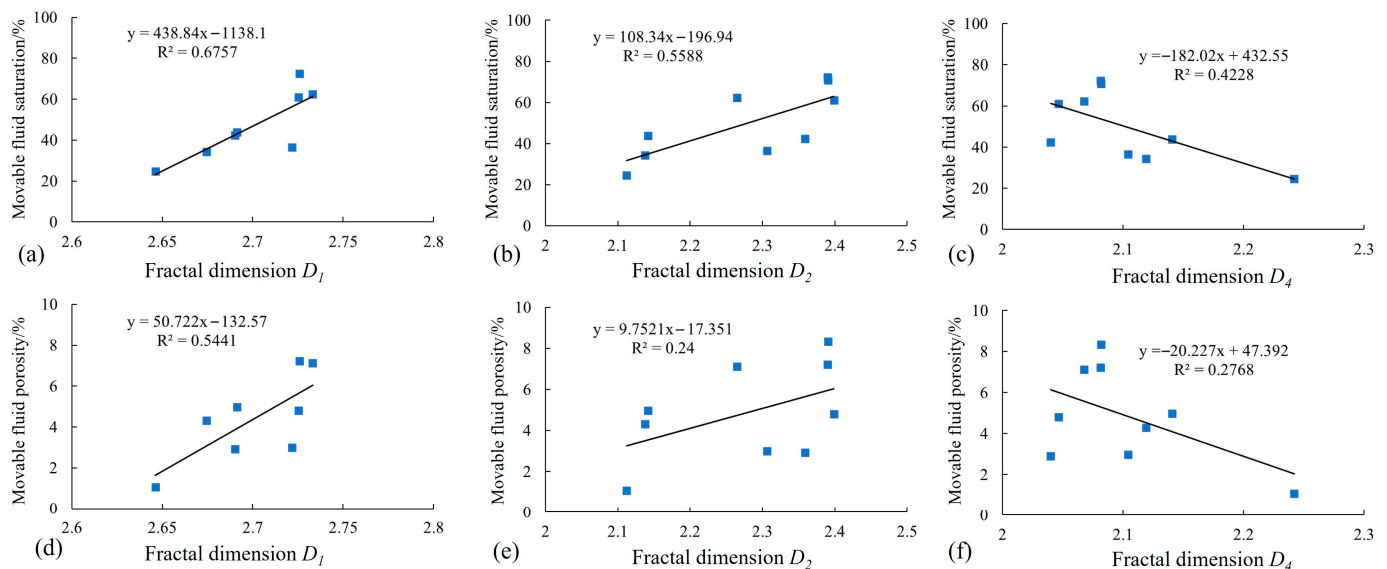 Movable fluid saturation/%
100
80
60
40
20
0
y = 438.84x−1138.1
R² = 0.6757
2.6
2.65
2.7
2.75
2.8
(a)
Fractal dimension D1
Movable fluid saturation/%
100
80
60
40
20
0
y = 108.34x−196.94
R² = 0.5588
2
2.1
2.2
2.3
2.4
2.5
(b)
Fractal dimension D2
Movable fluid saturation/%
100
80
60
40
20
0
y =−182.02x + 432.55
R² = 0.4228
2
2.1
2.2
2.3
(c)
Fractal dimension D4
Movable fluid porosity/%
10
8
6
4
2
0
y = 50.722x−132.57
R² = 0.5441
2.6
2.65
2.7
2.75
2.8
(d)
Fractal dimension D1
Movable fluid porosity/%
10
8
6
4
2
0
y = 9.7521x−17.351
R² = 0.24
2
2.1
2.2
2.3
2.4
2.5
(e)
Fractal dimension D2
Movable fluid porosity/%
10
8
6
4
2
0
y =−20.227x + 47.392
R² = 0.2768
2
2.1
2.2
2.3
(f)
Fractal dimension D4